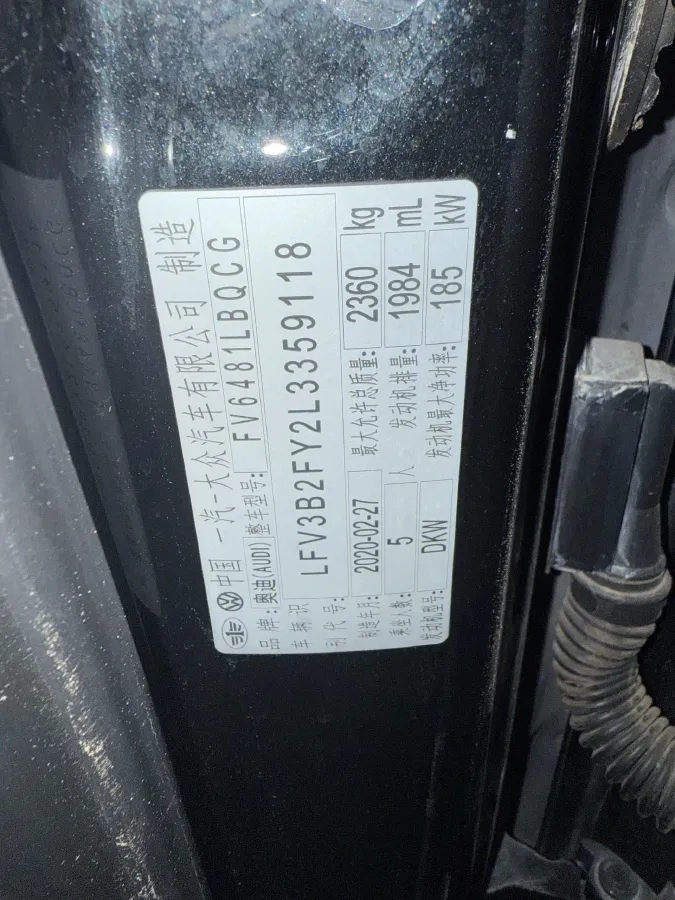 中国 一汽-大众汽车有限公司 制造
品牌: 奥迪(AUDI) 整车型号: FV6481LBQCG
车辆识别代号: LFV3B2FY2L3359118
制造年月: 2020-02-27 最大允许总质量: 2360 kg
乘坐人数: 5 人 发动机排量: 1984 mL
发动机型号: DKW 发动机最大净功率: 185 kW